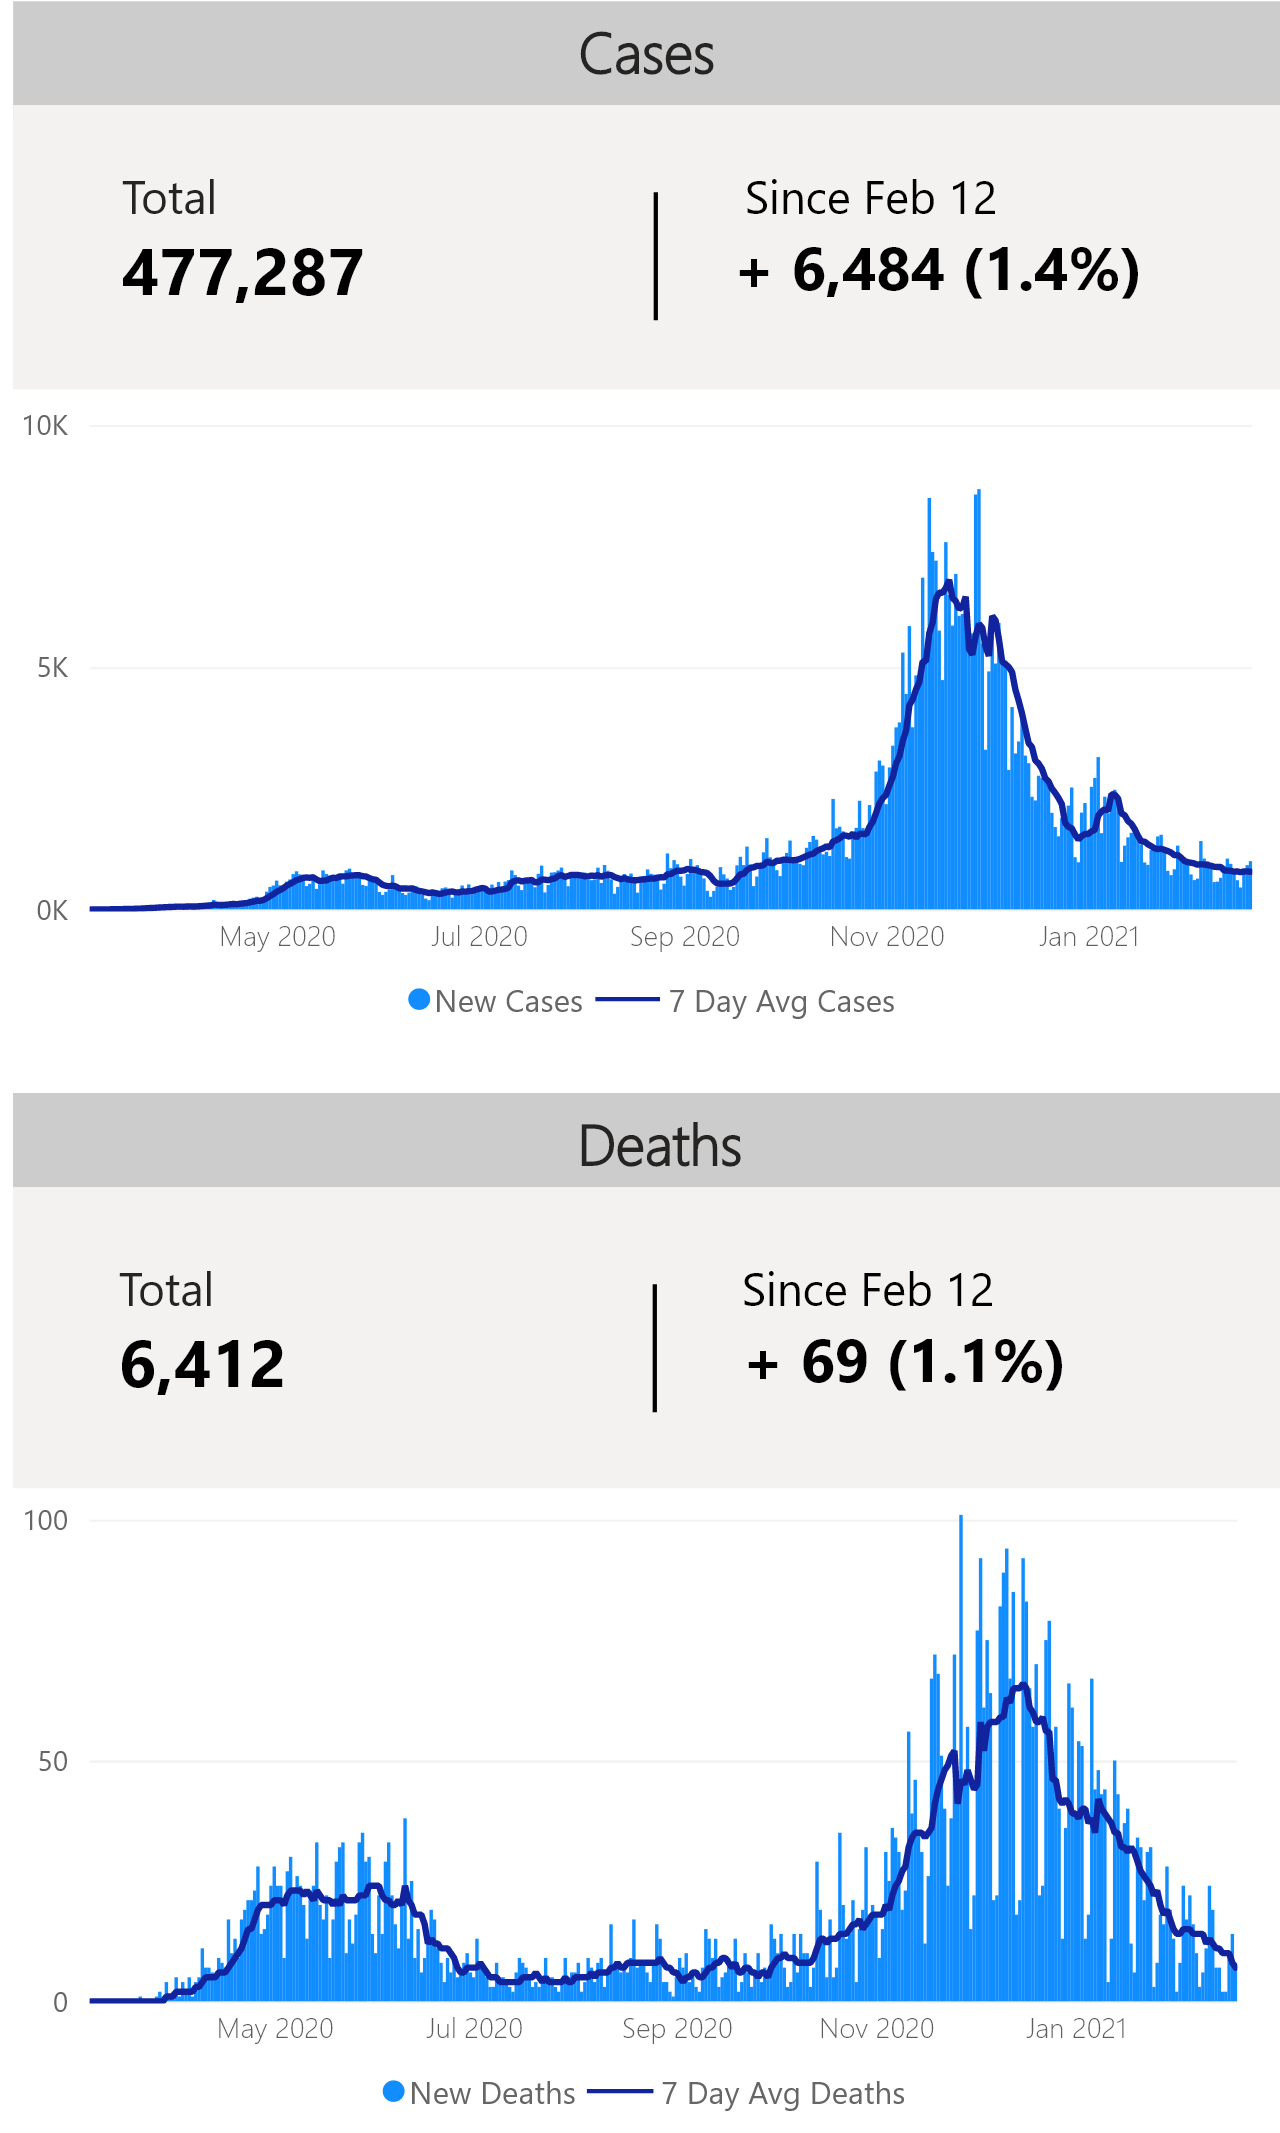 Cases
Total
477,287
Since Feb 12
+ 6,484 (1.4%)
10K
5K
0K
May 2020
Jul 2020
Sep 2020
Nov 2020
Jan 2021
New Cases
7 Day Avg Cases
Deaths
Total
6,412
Since Feb 12
+ 69 (1.1%)
100
50
0
May 2020
Jul 2020
Sep 2020
Nov 2020
Jan 2021
New Deaths
7 Day Avg Deaths